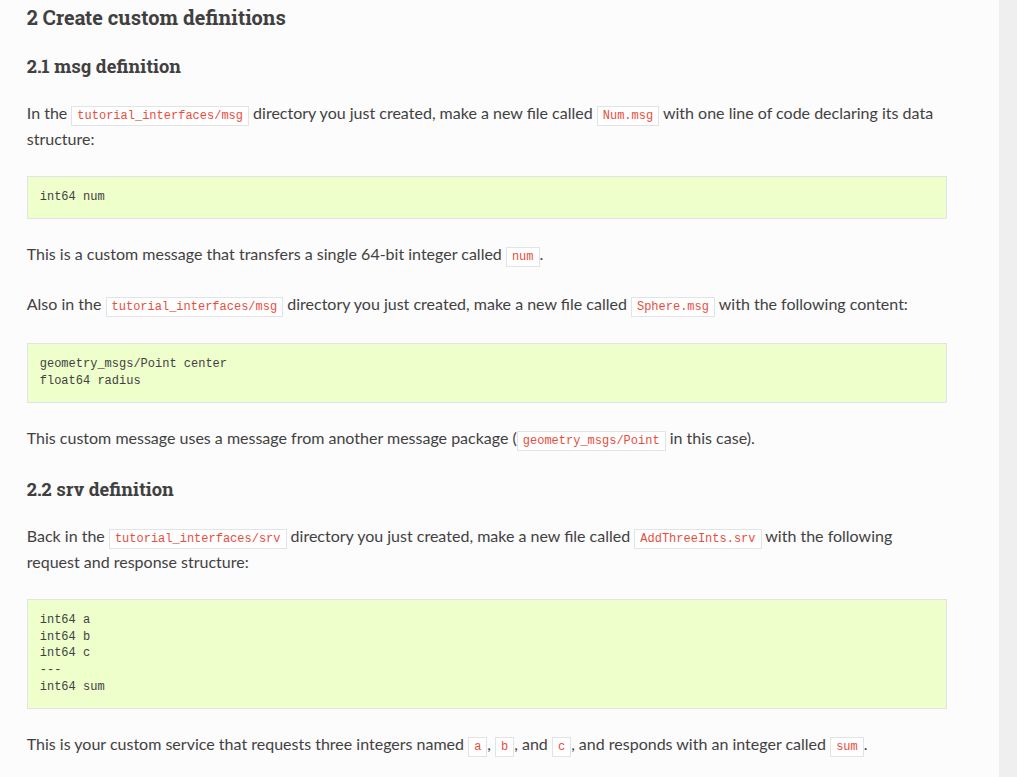 2 Create custom definitions
2.1 msg definition
In the tutorial_interfaces/msg directory you just created, make a new file called Num.msg with one line of code declaring its data
structure:
int64 num
This is a custom message that transfers a single 64-bit integer called num.
Also in the tutorial_interfaces/msg directory you just created, make a new file called Sphere.msg with the following content:
geometry_msgs/Point center
float64 radius
This custom message uses a message from another message package (geometry_msgs/Point in this case).
2.2 srv definition
Back in the tutorial_interfaces/srv directory you just created, make a new file called AddThreeInts.srv with the following
request and response structure:
int64 a
int64 b
int64 c
---
int64 sum
This is your custom service that requests three integers named a, b, and c, and responds with an integer called sum.